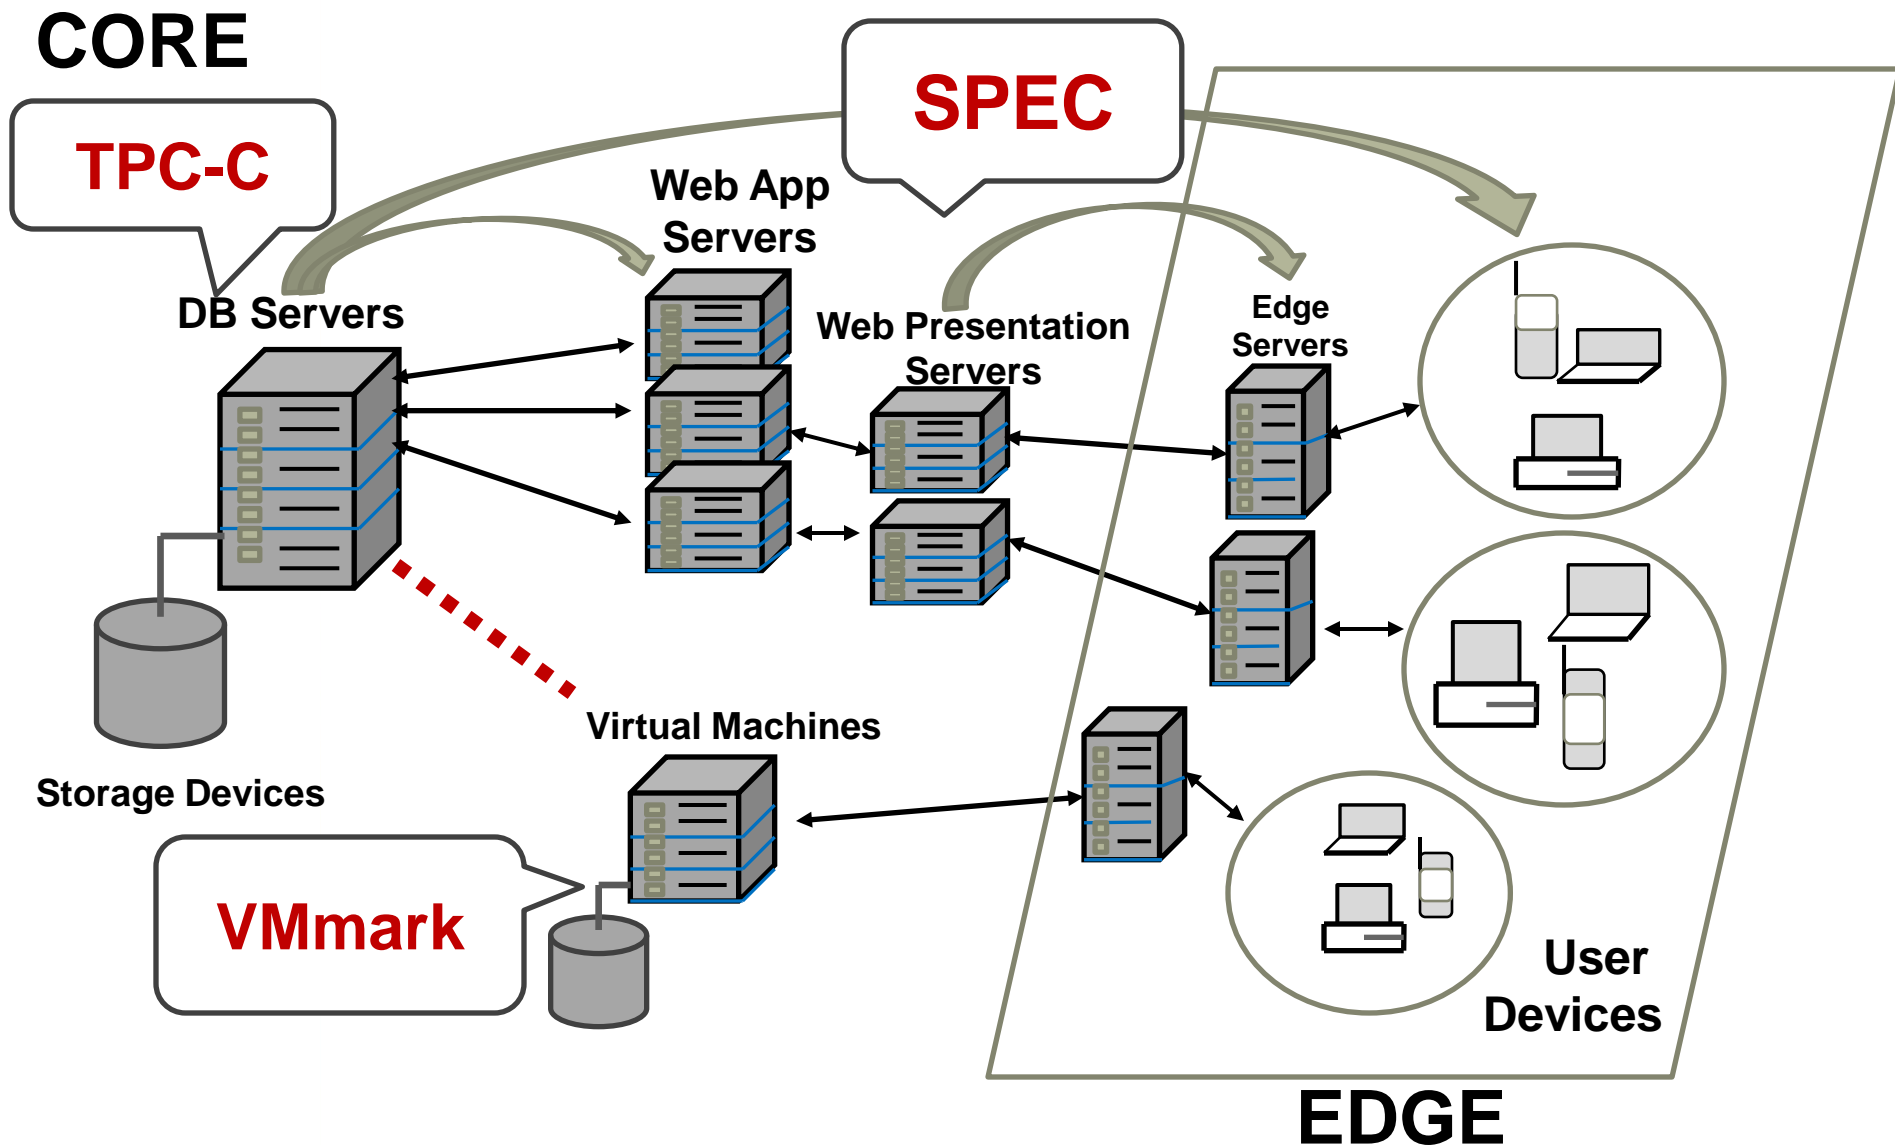 CORE
SPEC
TPC-C
Web App
Servers
DB Servers
Web Presentation
Servers
Edge
Servers
Virtual Machines
Storage Devices
VMmark
User
Devices
EDGE